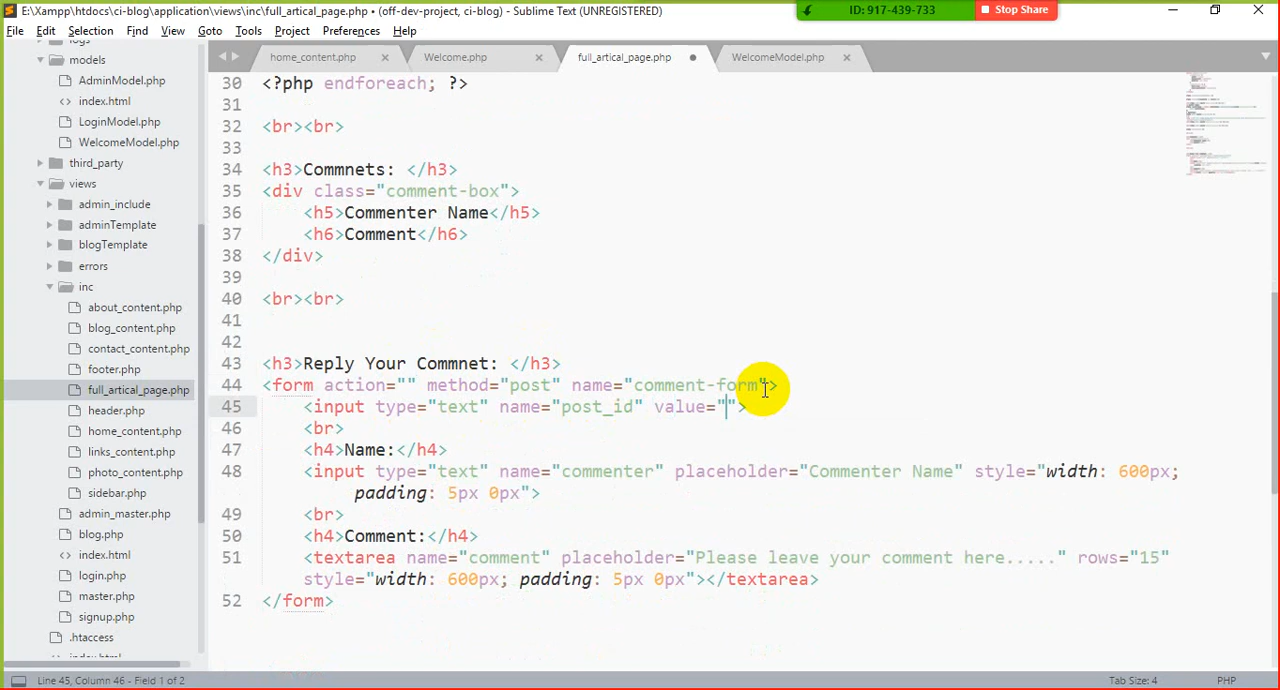 E:\Xampp\htdocs\ci-blog\application\views\inc\full_artical_page.php • (off-dev-project, ci-blog) - Sublime Text (UNREGISTERED)
ID: 917-439-733
Stop Share
File Edit Selection Find View Goto Tools Project Preferences Help
models
AdminModel.php
index.html
LoginModel.php
WelcomeModel.php
third_party
views
admin_include
adminTemplate
blogTemplate
errors
inc
about_content.php
blog_content.php
contact_content.php
footer.php
full_artical_page.php
header.php
home_content.php
links_content.php
photo_content.php
sidebar.php
admin_master.php
blog.php
index.html
login.php
master.php
signup.php
.htaccess
home_content.php
Welcome.php
full_artical_page.php
WelcomeModel.php
30 <?php endforeach; ?>
31
32 <br><br>
33
34 <h3>Commnets: </h3>
35 <div class="comment-box">
36 <h5>Commenter Name</h5>
37 <h6>Comment</h6>
38 </div>
39
40 <br><br>
41
42
43 <h3>Reply Your Commnet: </h3>
44 <form action="" method="post" name="comment-form">
45 <input type="text" name="post_id" value="">
46 <br>
47 <h4>Name:</h4>
48 <input type="text" name="commenter" placeholder="Commenter Name" style="width: 600px;
padding: 5px 0px">
49 <br>
50 <h4>Comment:</h4>
51 <textarea name="comment" placeholder="Please leave your comment here....." rows="15"
style="width: 600px; padding: 5px 0px"></textarea>
52 </form>
Line 45, Column 46 - Field 1 of 2
Tab Size: 4
PHP